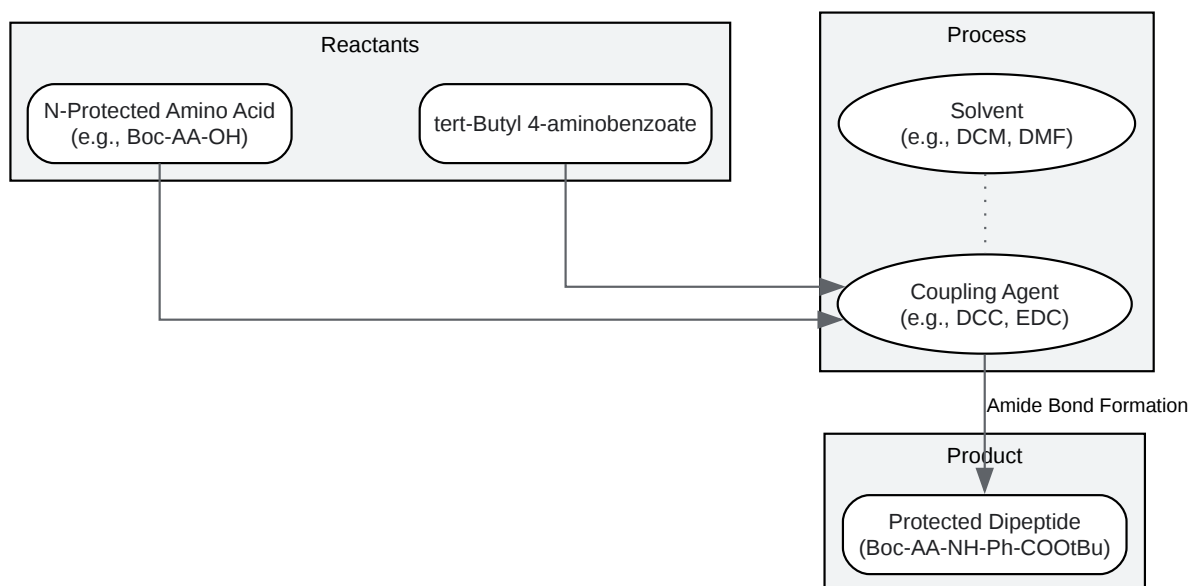 Reactants
N-Protected Amino Acid
(e.g., Boc-AA-OH)
tert-Butyl 4-aminobenzoate
Process
Solvent
(e.g., DCM, DMF)
Coupling Agent
(e.g., DCC, EDC)
Amide Bond Formation
Product
Protected Dipeptide
(Boc-AA-NH-Ph-COOtBu)